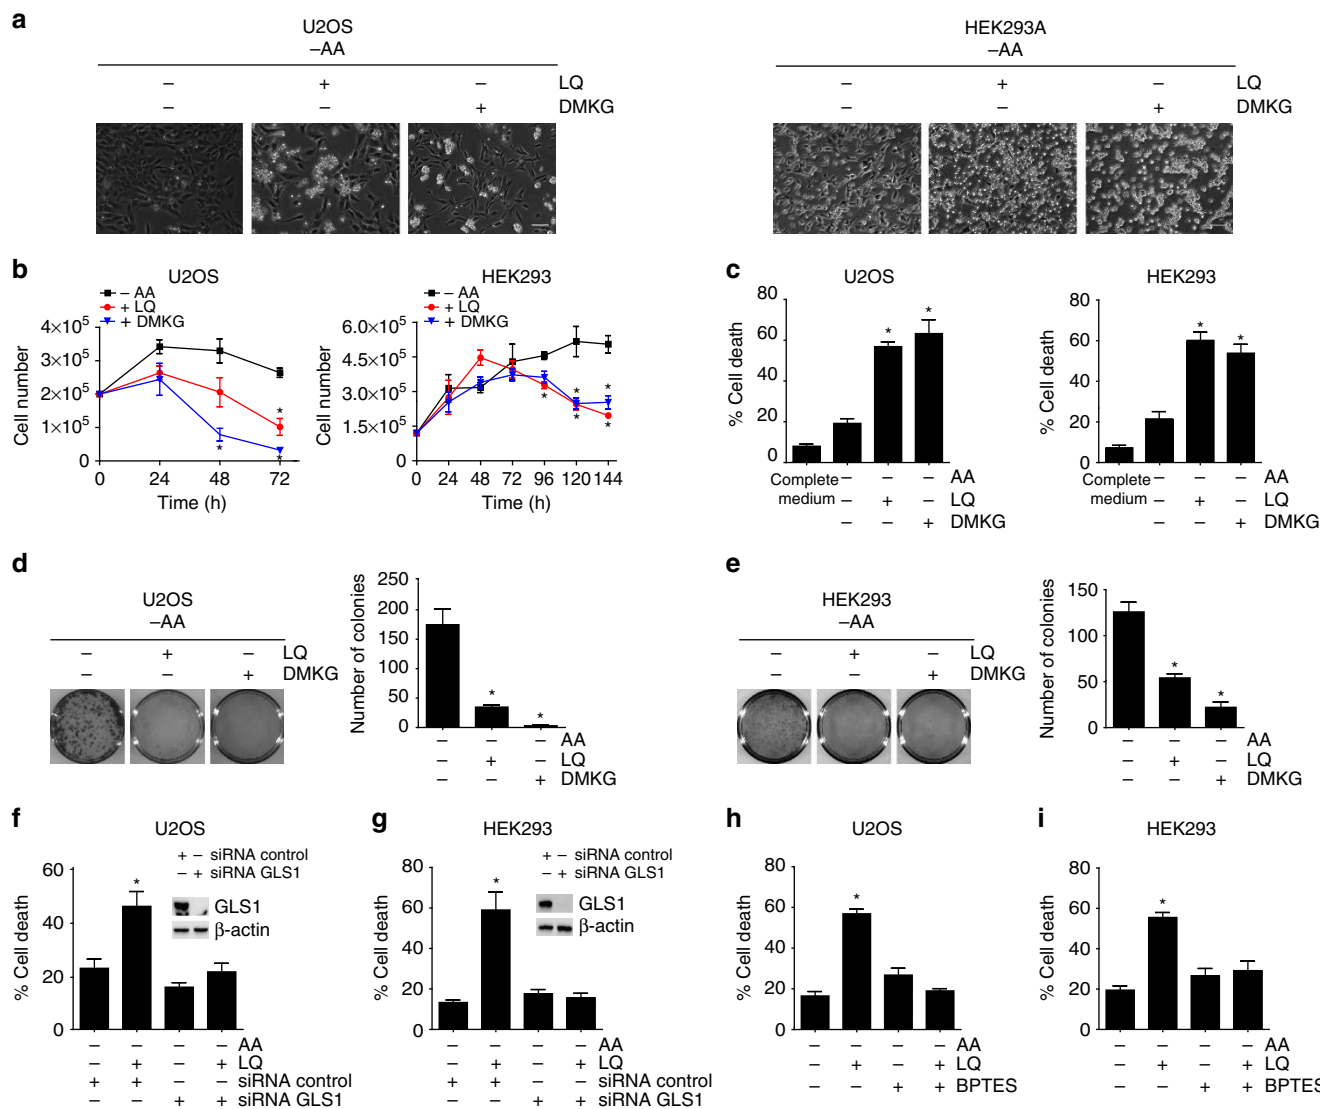 a
U2OS
–AA
– + – LQ
– – + DMKG
HEK293A
–AA
– + – LQ
– – + DMKG
b
U2OS
– AA
+ LQ
+ DMKG
Cell number
4×10⁵
3×10⁵
2×10⁵
1×10⁵
0
0 24 48 72
Time (h)
* * *
HEK293
– AA
+ LQ
+ DMKG
Cell number
6.0×10⁵
4.5×10⁵
3.0×10⁵
1.5×10⁵
0
0 24 48 72 96 120 144
Time (h)
* * * * *
c
U2OS
% Cell death
80
60
40
20
0
* *
Complete medium
– – – AA
– + – LQ
– – – + DMKG
HEK293
% Cell death
80
60
40
20
0
* *
Complete medium
– – – AA
– + – LQ
– – – + DMKG
d
U2OS
–AA
– + – LQ
– – + DMKG
Number of colonies
250
200
150
100
50
0
* *
– – – AA
– + – LQ
– – + DMKG
e
HEK293
–AA
– + – LQ
– – + DMKG
Number of colonies
150
100
50
0
* *
– – – AA
– + – LQ
– – + DMKG
f
U2OS
% Cell death
60
40
20
0
*
+ – siRNA control
– + siRNA GLS1
GLS1
β-actin
– – – – AA
– + – + LQ
+ + – – siRNA control
– – + + siRNA GLS1
g
HEK293
% Cell death
80
60
40
20
0
*
+ – siRNA control
– + siRNA GLS1
GLS1
β-actin
– – – – AA
– + – + LQ
+ + – – siRNA control
– – + + siRNA GLS1
h
U2OS
% Cell death
80
60
40
20
0
*
– – – – AA
– + – + LQ
– – + + BPTES
i
HEK293
% Cell death
80
60
40
20
0
*
– – – – AA
– + – + LQ
– – + + BPTES